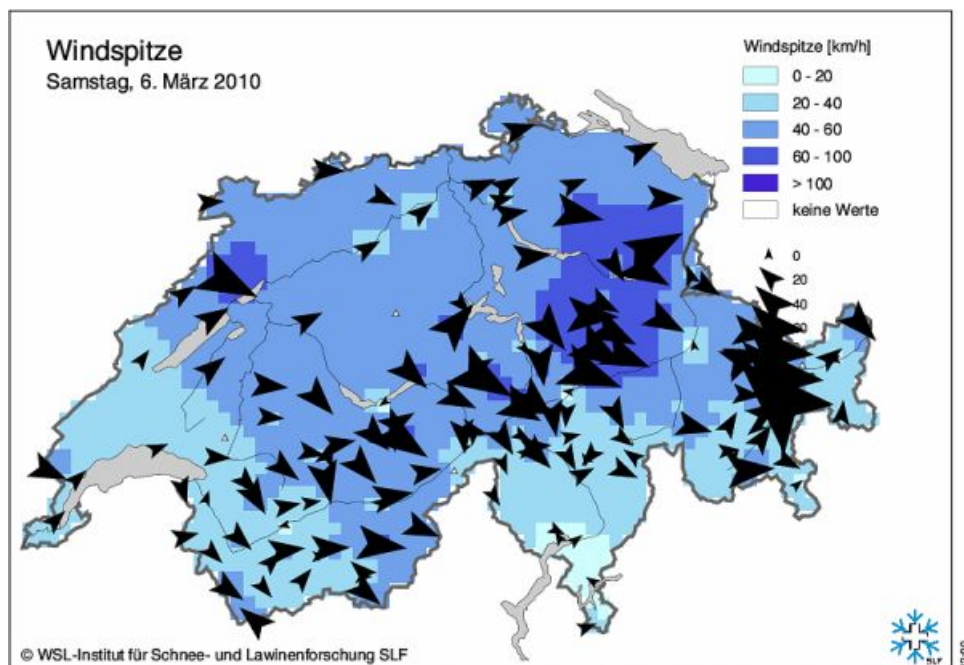 Windspitze
Samstag, 6. März 2010
Windspitze [km/h]
0 - 20
20 - 40
40 - 60
60 - 100
> 100
keine Werte
0
20
40
© WSL-Institut für Schnee- und Lawinenforschung SLF
SLF